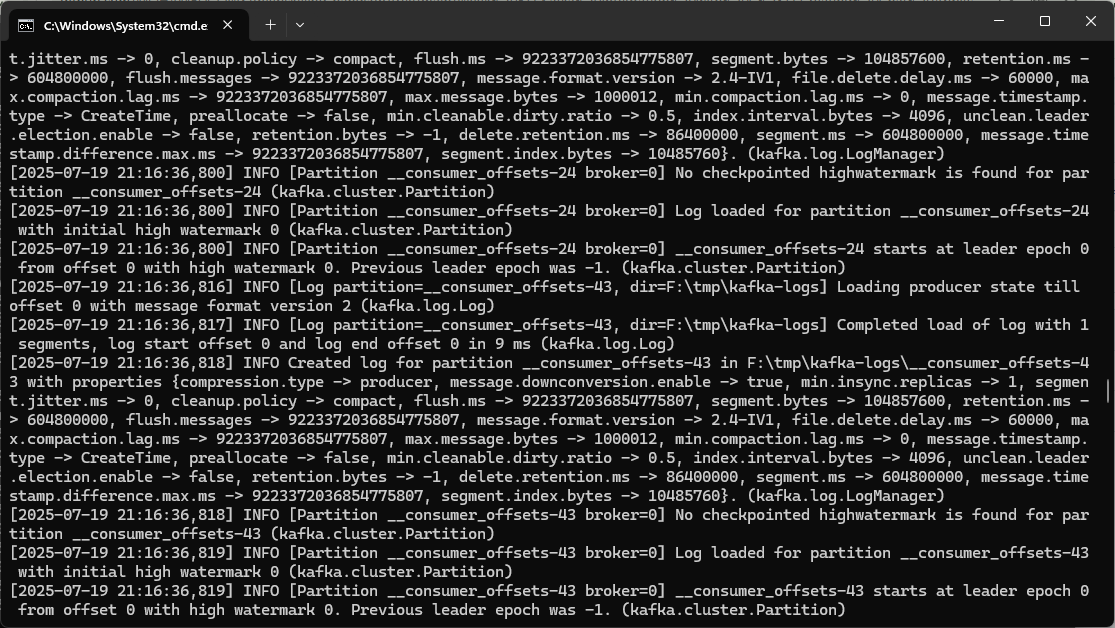 C:\Windows\System32\cmd.e
t.jitter.ms -> 0, cleanup.policy -> compact, flush.ms -> 9223372036854775807, segment.bytes -> 104857600, retention.ms -
> 604800000, flush.messages -> 9223372036854775807, message.format.version -> 2.4-IV1, file.delete.delay.ms -> 60000, ma
x.compaction.lag.ms -> 9223372036854775807, max.message.bytes -> 1000012, min.compaction.lag.ms -> 0, message.timestamp.
type -> CreateTime, preallocate -> false, min.cleanable.dirty.ratio -> 0.5, index.interval.bytes -> 4096, unclean.leader
.election.enable -> false, retention.bytes -> -1, delete.retention.ms -> 86400000, segment.ms -> 604800000, message.time
stamp.difference.max.ms -> 9223372036854775807, segment.index.bytes -> 10485760}. (kafka.log.LogManager)
[2025-07-19 21:16:36,800] INFO [Partition __consumer_offsets-24 broker=0] No checkpointed highwatermark is found for par
tition __consumer_offsets-24 (kafka.cluster.Partition)
[2025-07-19 21:16:36,800] INFO [Partition __consumer_offsets-24 broker=0] Log loaded for partition __consumer_offsets-24
 with initial high watermark 0 (kafka.cluster.Partition)
[2025-07-19 21:16:36,800] INFO [Partition __consumer_offsets-24 broker=0] __consumer_offsets-24 starts at leader epoch 0
 from offset 0 with high watermark 0. Previous leader epoch was -1. (kafka.cluster.Partition)
[2025-07-19 21:16:36,816] INFO [Log partition=__consumer_offsets-43, dir=F:\tmp\kafka-logs] Loading producer state till
offset 0 with message format version 2 (kafka.log.Log)
[2025-07-19 21:16:36,817] INFO [Log partition=__consumer_offsets-43, dir=F:\tmp\kafka-logs] Completed load of log with 1
 segments, log start offset 0 and log end offset 0 in 9 ms (kafka.log.Log)
[2025-07-19 21:16:36,818] INFO Created log for partition __consumer_offsets-43 in F:\tmp\kafka-logs\__consumer_offsets-4
3 with properties {compression.type -> producer, message.downconversion.enable -> true, min.insync.replicas -> 1, segmen
t.jitter.ms -> 0, cleanup.policy -> compact, flush.ms -> 9223372036854775807, segment.bytes -> 104857600, retention.ms -
> 604800000, flush.messages -> 9223372036854775807, message.format.version -> 2.4-IV1, file.delete.delay.ms -> 60000, ma
x.compaction.lag.ms -> 9223372036854775807, max.message.bytes -> 1000012, min.compaction.lag.ms -> 0, message.timestamp.
type -> CreateTime, preallocate -> false, min.cleanable.dirty.ratio -> 0.5, index.interval.bytes -> 4096, unclean.leader
.election.enable -> false, retention.bytes -> -1, delete.retention.ms -> 86400000, segment.ms -> 604800000, message.time
stamp.difference.max.ms -> 9223372036854775807, segment.index.bytes -> 10485760}. (kafka.log.LogManager)
[2025-07-19 21:16:36,818] INFO [Partition __consumer_offsets-43 broker=0] No checkpointed highwatermark is found for par
tition __consumer_offsets-43 (kafka.cluster.Partition)
[2025-07-19 21:16:36,819] INFO [Partition __consumer_offsets-43 broker=0] Log loaded for partition __consumer_offsets-43
 with initial high watermark 0 (kafka.cluster.Partition)
[2025-07-19 21:16:36,819] INFO [Partition __consumer_offsets-43 broker=0] __consumer_offsets-43 starts at leader epoch 0
 from offset 0 with high watermark 0. Previous leader epoch was -1. (kafka.cluster.Partition)